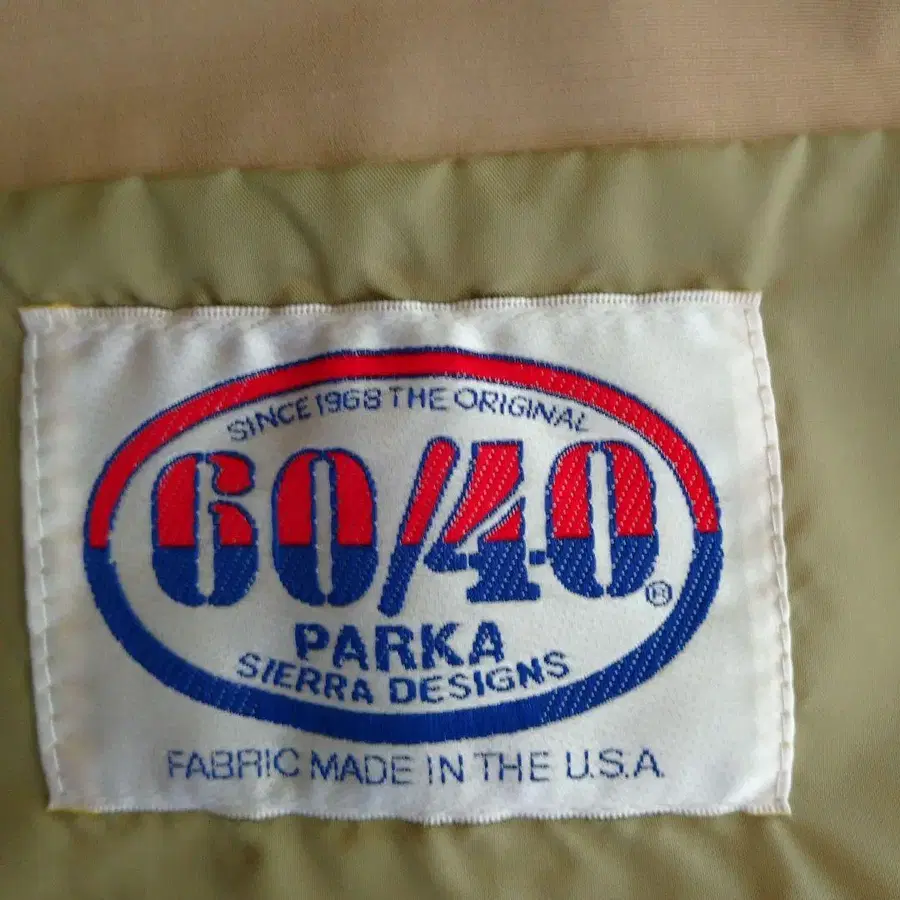 SINCE 1968 THE ORIGINAL
60/40®
PARKA
SIERRA DESIGNS
FABRIC MADE IN THE U.S.A.